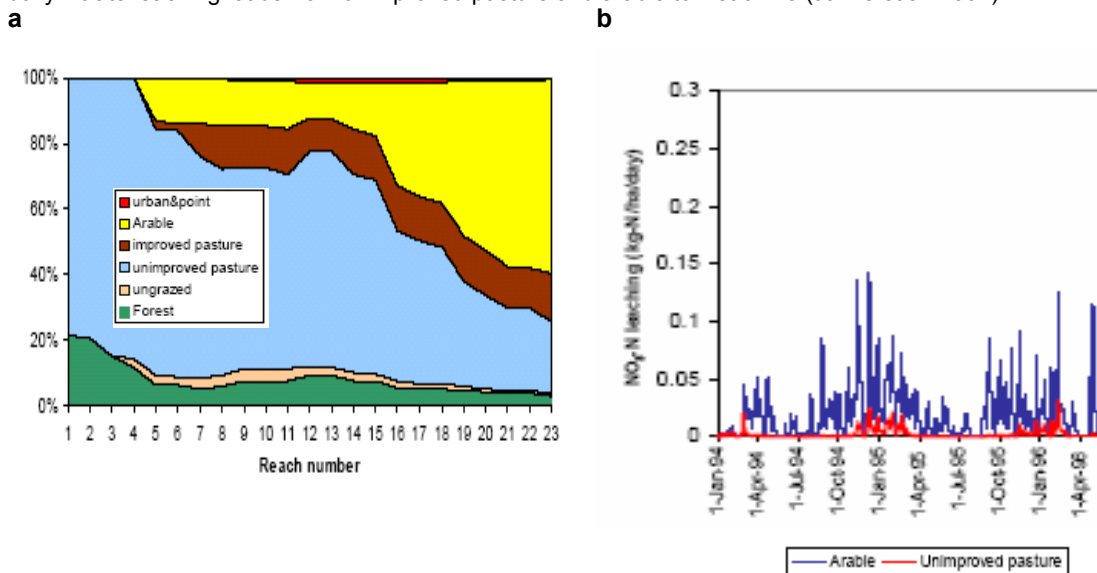 a
b
100%
80%
60%
40%
20%
0%
urban&point
Arable
improved pasture
unimproved pasture
ungrazed
Forest
1 2 3 4 5 6 7 8 9 10 11 12 13 14 15 16 17 18 19 20 21 22 23
Reach number
0.3
0.25
0.2
0.15
0.1
0.05
0
NO3-N leaching (kg-N/ha/day)
1-Jan-94
1-Apr-94
1-Jul-94
1-Oct-94
1-Jan-95
1-Apr-95
1-Jul-95
1-Oct-95
1-Jan-96
1-Apr-96
Arable Unimproved pasture